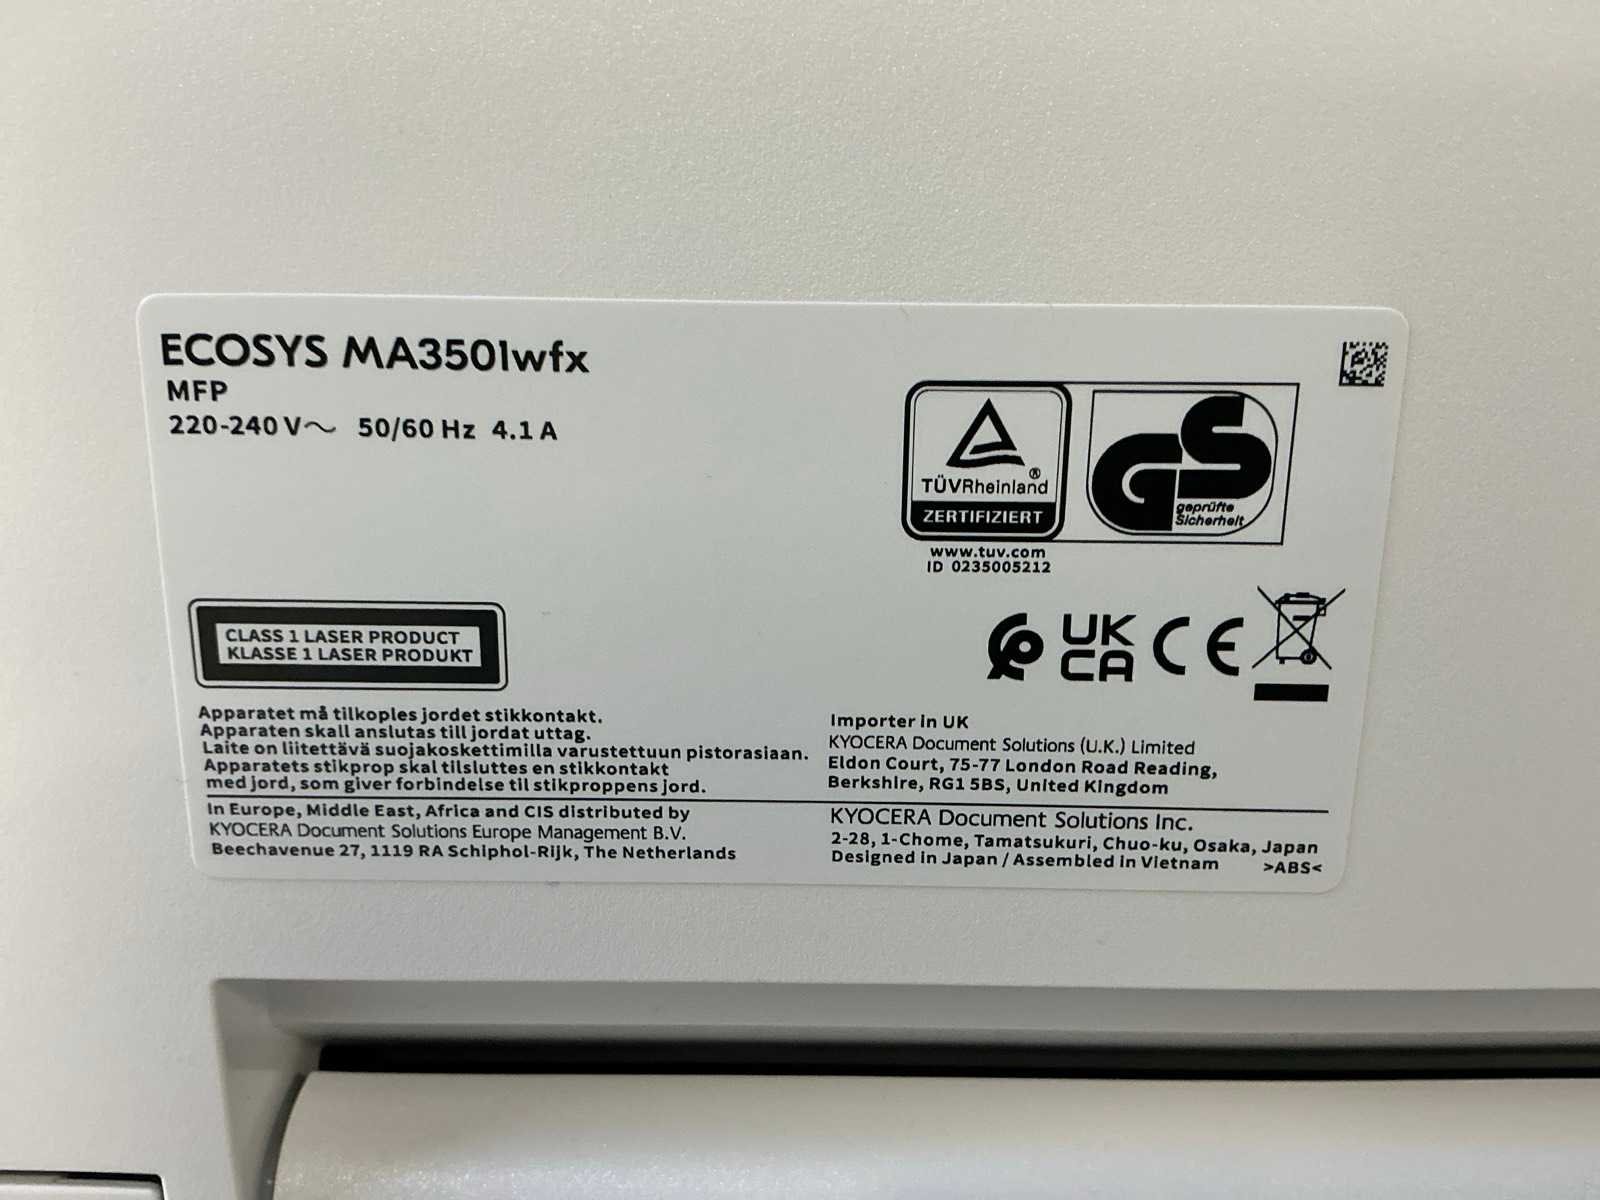 ECOSYS MA3501wfx
MFP
220-240 V～ 50/60 Hz 4.1 A
TÜVRheinland®
ZERTIFIZIERT
GS
geprüfte
Sicherheit
www.tuv.com
ID 0235005212
CLASS 1 LASER PRODUCT
KLASSE 1 LASER PRODUKT
UK
CA
CE
Apparatet må tilkoples jordet stikkontakt.
Apparaten skall anslutas till jordat uttag.
Laite on liitettävä suojakoskettimilla varustettuun pistorasiaan.
Apparatets stikprop skal tilsluttes en stikkontakt
med jord, som giver forbindelse til stikproppens jord.
Importer in UK
KYOCERA Document Solutions (U.K.) Limited
Eldon Court, 75-77 London Road Reading,
Berkshire, RG1 5BS, United Kingdom
In Europe, Middle East, Africa and CIS distributed by
KYOCERA Document Solutions Europe Management B.V.
Beechavenue 27, 1119 RA Schiphol-Rijk, The Netherlands
KYOCERA Document Solutions Inc.
2-28, 1-Chome, Tamatsukuri, Chuo-ku, Osaka, Japan
Designed in Japan / Assembled in Vietnam >ABS<